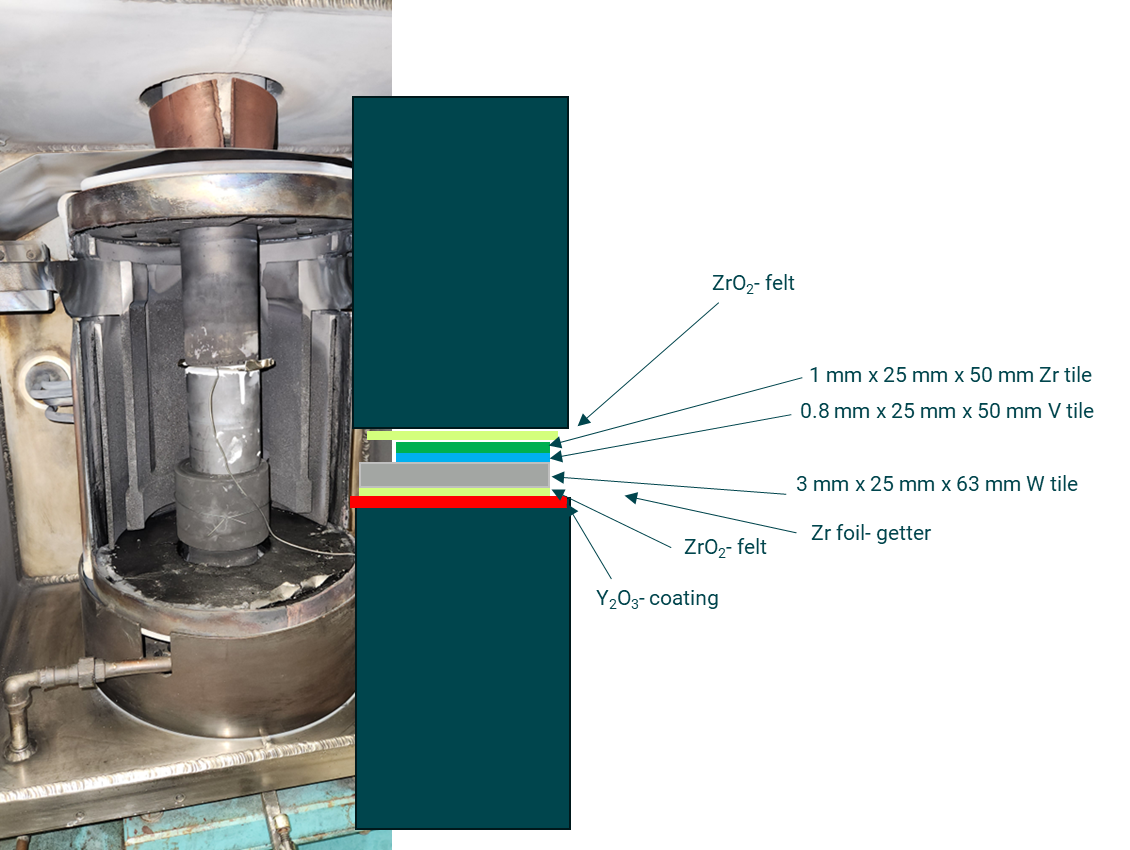 ZrO₂- felt
1 mm x 25 mm x 50 mm Zr tile
0.8 mm x 25 mm x 50 mm V tile
3 mm x 25 mm x 63 mm W tile
Zr foil- getter
ZrO₂- felt
Y₂O₃- coating